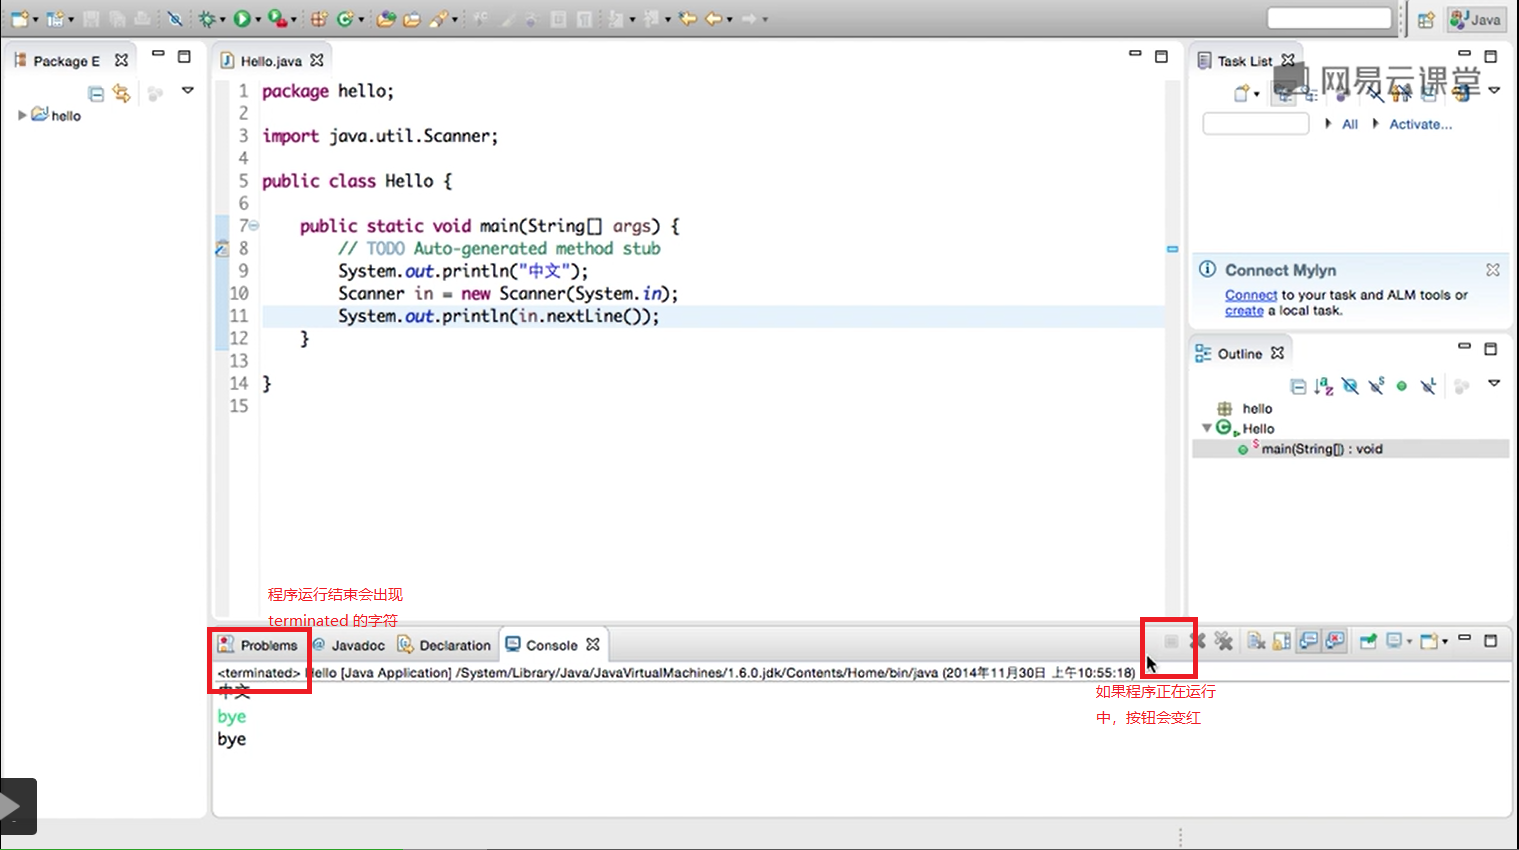 Java
Package E
hello
Hello.java
1 package hello;
2
3 import java.util.Scanner;
4
5 public class Hello {
6
7 public static void main(String[] args) {
8 // TODO Auto-generated method stub
9 System.out.println("中文");
10 Scanner in = new Scanner(System.in);
11 System.out.println(in.nextLine());
12 }
13
14 }
15
Task List
网易云课堂
All
Activate...
Connect Mylyn
Connect to your task and ALM tools or
create a local task.
Outline
hello
Hello
main(String[]) : void
程序运行结束会出现
terminated 的字符
Problems
Javadoc
Declaration
Console
<terminated> Hello [Java Application] /System/Library/Java/JavaVirtualMachines/1.6.0.jdk/Contents/Home/bin/java (2014年11月30日 上午10:55:18)
中文
bye
bye
如果程序正在运行
中，按钮会变红